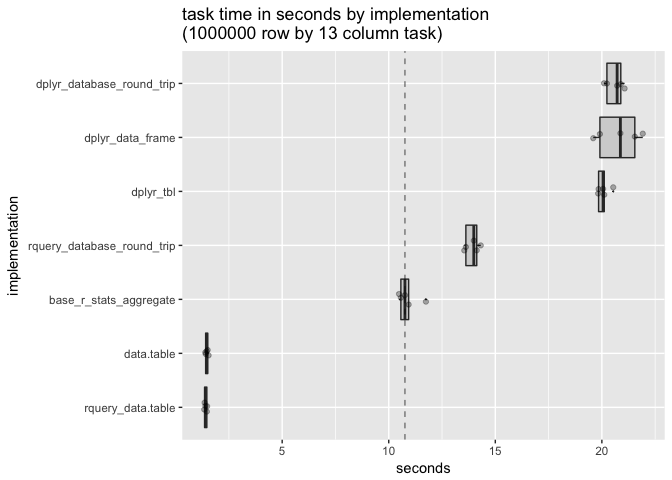 task time in seconds by implementation
(1000000 row by 13 column task)
dplyr_database_round_trip
dplyr_data_frame
dplyr_tbl
rquery_database_round_trip
base_r_stats_aggregate
data.table
rquery_data.table
implementation
5 10 15 20
seconds